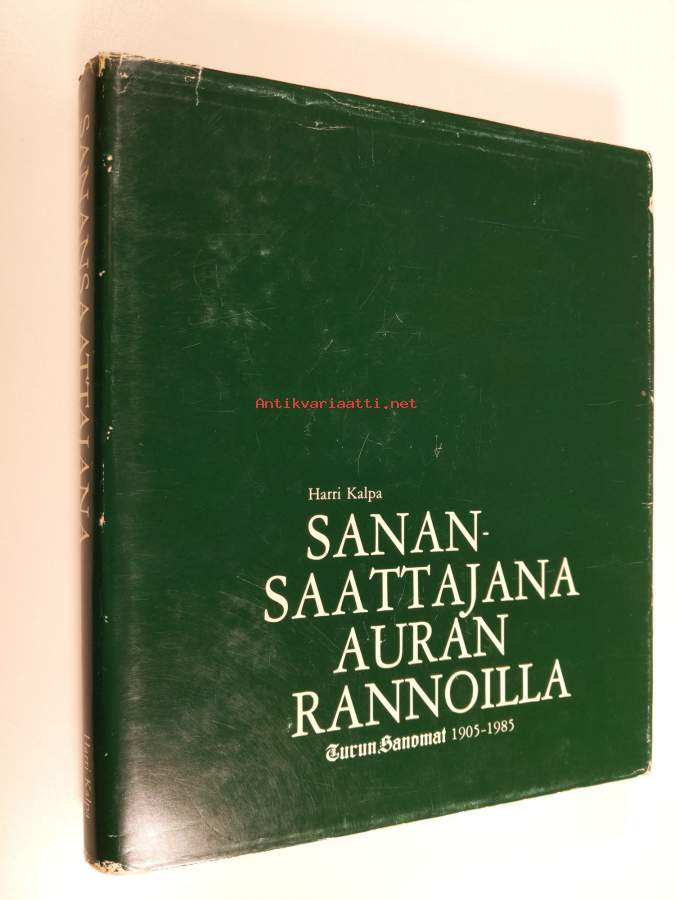 SANANSAATTAJANA
Harri Kalpa
Antikvariaatti.net
Harri Kalpa
SANAN-
SAATTAJANA
AURAN
RANNOILLA
Turun Sanomat 1905-1985